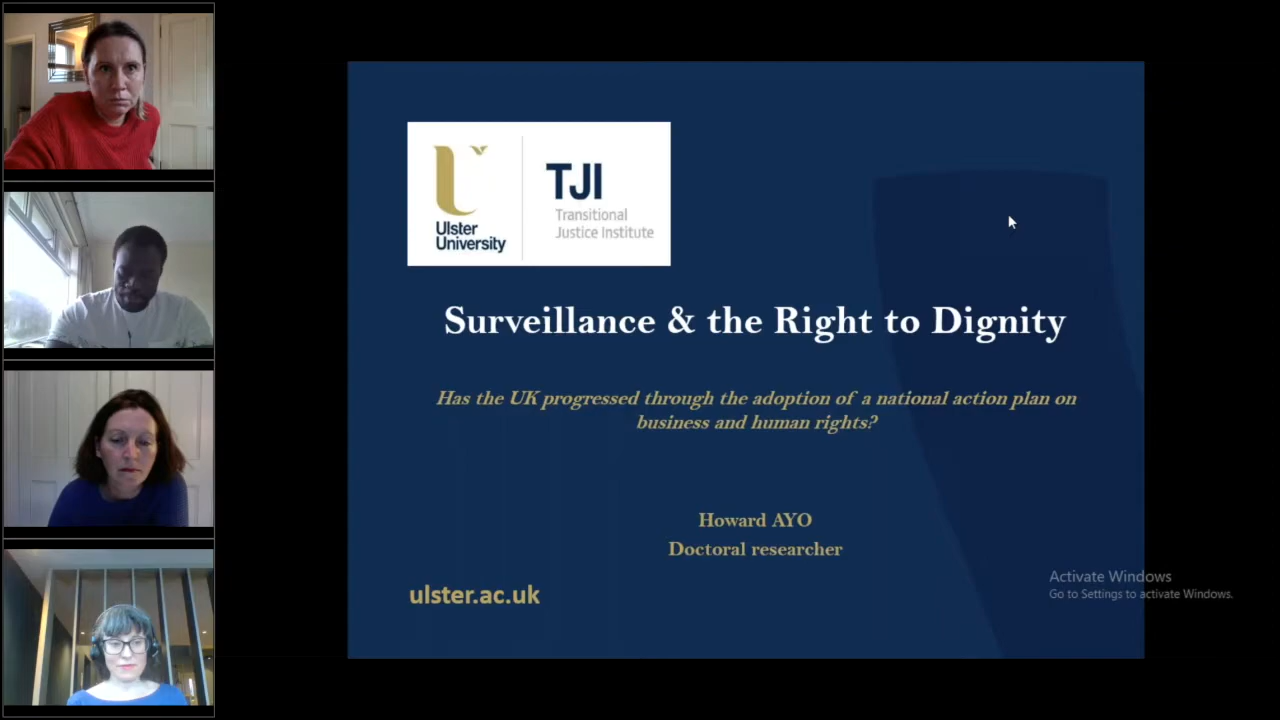 Ulster
University
TJI
Transitional
Justice Institute
Surveillance & the Right to Dignity
Has the UK progressed through the adoption of a national action plan on
business and human rights?
Howard AYO
Doctoral researcher
ulster.ac.uk
Activate Windows
Go to Settings to activate Windows.